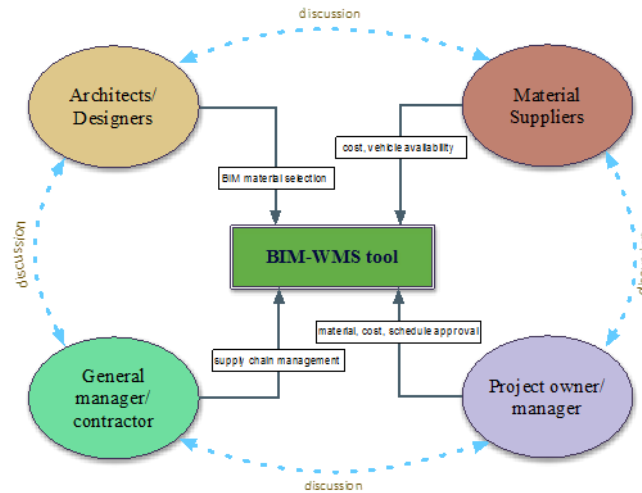 discussion
Architects/
Designers
Material
Suppliers
cost, vehicle availability
BIM material selection
discussion
discussion
BIM-WMS tool
material, cost, schedule approval
supply chain management
General
manager/
contractor
Project owner/
manager
discussion